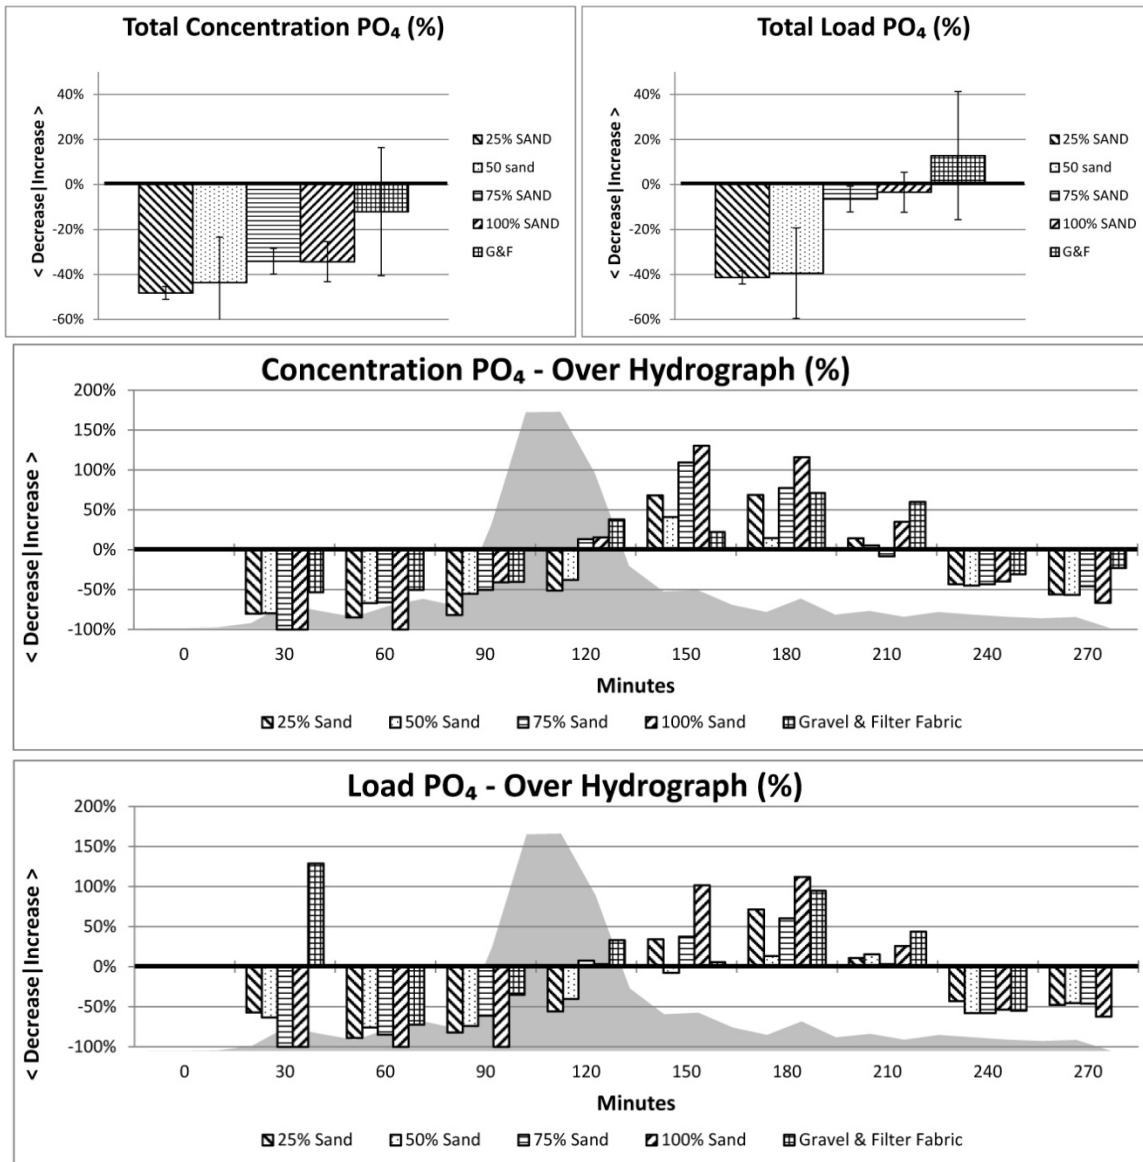 Total Concentration PO₄ (%)
< Decrease|Increase >
40%
20%
0%
-20%
-40%
-60%
25% SAND
50 sand
75% SAND
100% SAND
G&F
Total Load PO₄ (%)
< Decrease|Increase >
40%
20%
0%
-20%
-40%
-60%
25% SAND
50 sand
75% SAND
100% SAND
G&F
Concentration PO₄ - Over Hydrograph (%)
< Decrease|Increase >
200%
150%
100%
50%
0%
-50%
-100%
0 30 60 90 120 150 180 210 240 270
Minutes
25% Sand 50% Sand 75% Sand 100% Sand Gravel & Filter Fabric
Load PO₄ - Over Hydrograph (%)
< Decrease|Increase >
200%
150%
100%
50%
0%
-50%
-100%
0 30 60 90 120 150 180 210 240 270
Minutes
25% Sand 50% Sand 75% Sand 100% Sand Gravel & Filter Fabric